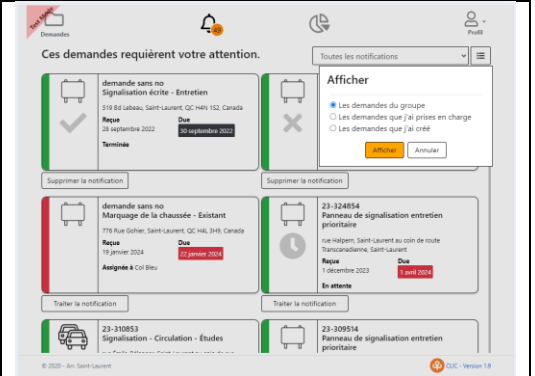 Test Mode
Demandes
49
Profil
Ces demandes requièrent votre attention.
Toutes les notifications
demande sans no
Signalisation écrite - Entretien
519 Bd Lebeau, Saint-Laurent, QC H4N 1S2, Canada
Reçue
Due
28 septembre 2022
30 septembre 2022
Terminée
Supprimer la notification
Supprimer la notification
Afficher
Les demandes du groupe
Les demandes que j'ai prises en charge
Les demandes que j'ai créé
Afficher
Annuler
demande sans no
Marquage de la chaussée - Existant
776 Rue Gohier, Saint-Laurent, QC H4L 3H9, Canada
Reçue
Due
19 janvier 2024
22 janvier 2024
Assignée à Col Bleu
Traiter la notification
23-324854
Panneau de signalisation entretien
prioritaire
rue Halpern, Saint-Laurent au coin de route
Transcanadienne, Saint-Laurent
Reçue
Due
1 décembre 2023
1 avril 2024
En attente
Traiter la notification
23-310853
Signalisation - Circulation - Études
23-309514
Panneau de signalisation entretien
prioritaire
© 2020 - Arr. Saint-Laurent
CLIC - Version 1.9